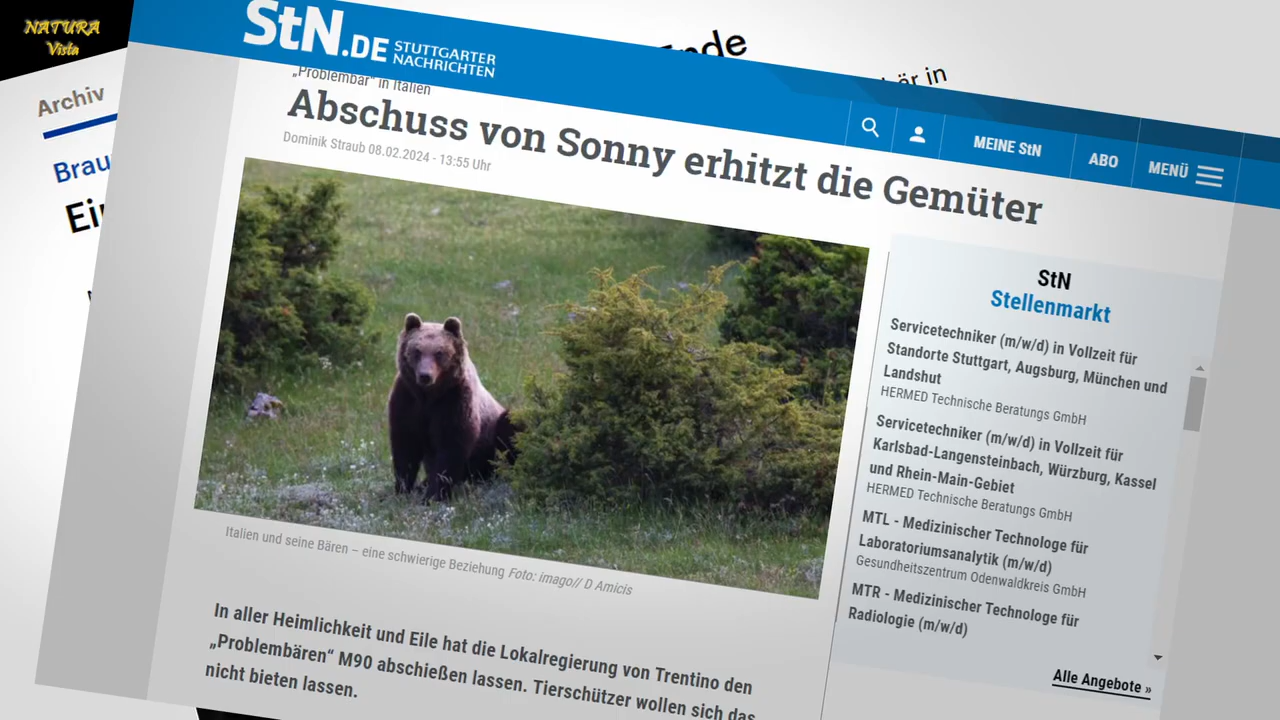 NATURA
Vista
Archiv
StN.DE STUTTGARTER
NACHRICHTEN
„Problembär" in Italien
Abschuss von Sonny erhitzt die Gemüter
Dominik Straub 08.02.2024 - 13:55 Uhr
MEINE StN
ABO
MENÜ
StN
Stellenmarkt
Servicetechniker (m/w/d) in Vollzeit für
Standorte Stuttgart, Augsburg, München und
Landshut
HERMED Technische Beratungs GmbH
Servicetechniker (m/w/d) in Vollzeit für
Karlsbad-Langensteinbach, Würzburg, Kassel
und Rhein-Main-Gebiet
HERMED Technische Beratungs GmbH
MTL - Medizinischer Technologe für
Laboratoriumsanalytik (m/w/d)
Gesundheitszentrum Odenwaldkreis GmbH
MTR - Medizinischer Technologe für
Radiologie (m/w/d)
Alle Angebote »
Italien und seine Bären – eine schwierige Beziehung Foto: imago// D Amicis
In aller Heimlichkeit und Eile hat die Lokalregierung von Trentino den
„Problembären“ M90 abschießen lassen. Tierschützer wollen sich das
nicht bieten lassen.